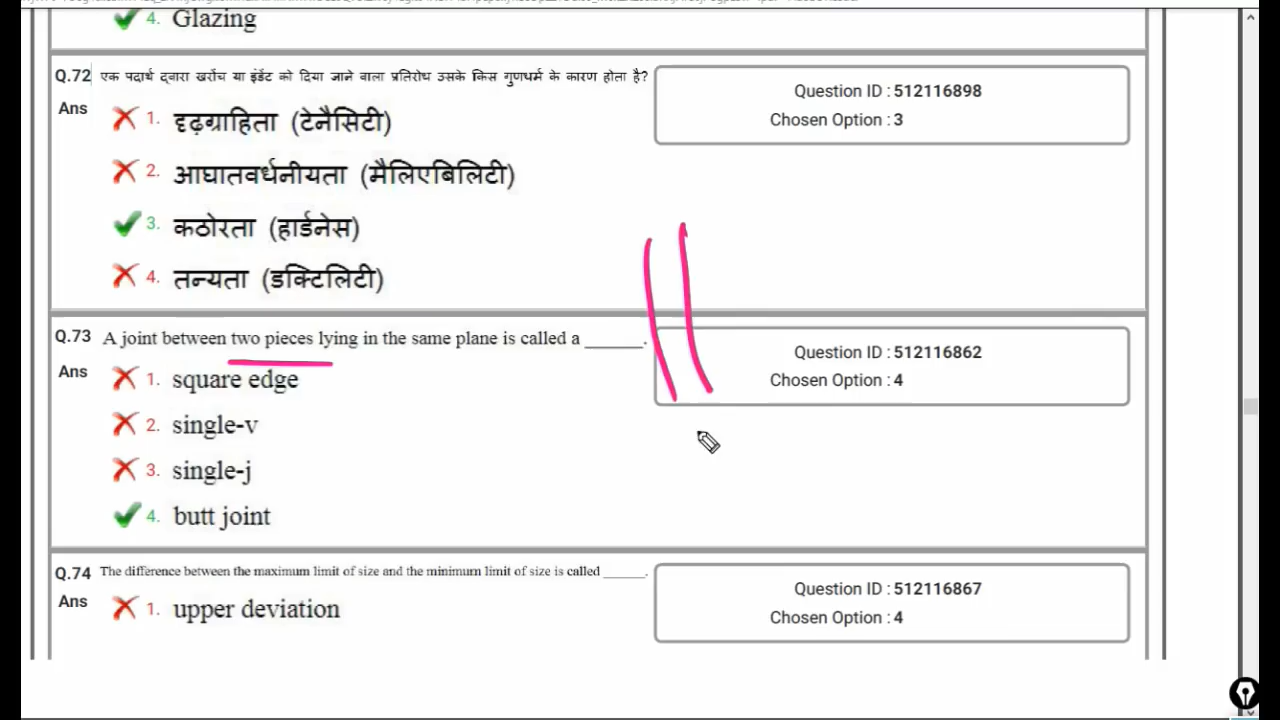 4. Glazing
Q.72 एक पदार्थ द्वारा खरोंच या इंडेंट को दिया जाने वाला प्रतिरोध उसके किस गुणधर्म के कारण होता है?
Question ID : 512116898
Chosen Option : 3
Ans
1. दृढ़ग्राहिता (टेनैसिटी)
2. आघातवर्धनीयता (मैलिएबिलिटी)
3. कठोरता (हार्डनेस)
4. तन्यता (डक्टिलिटी)
Q.73 A joint between two pieces lying in the same plane is called a ______.
Question ID : 512116862
Chosen Option : 4
Ans
1. square edge
2. single-v
3. single-j
4. butt joint
Q.74 The difference between the maximum limit of size and the minimum limit of size is called ______.
Question ID : 512116867
Chosen Option : 4
Ans
1. upper deviation